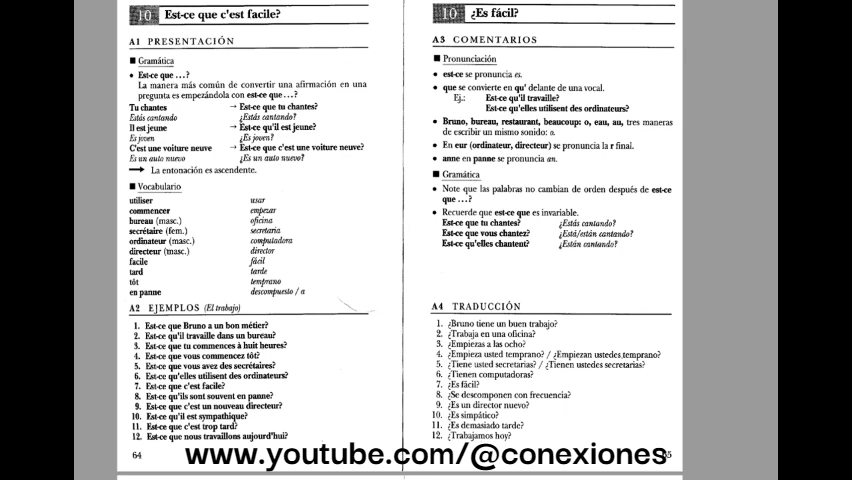 10 Est-ce que c'est facile?
A1 PRESENTACIÓN
■ Gramática
• Est-ce que …?
La manera más común de convertir una afirmación en una
pregunta es empezándola con est-ce que …?
Tu chantes → Est-ce que tu chantes?
Estás cantando ¿Estás cantando?
Il est jeune → Est-ce qu'il est jeune?
Es joven ¿Es joven?
C'est une voiture neuve → Est-ce que c'est une voiture neuve?
Es un auto nuevo ¿Es un auto nuevo?
→ La entonación es ascendente.
■ Vocabulario
utiliser usar
commencer empezar
bureau (masc.) oficina
secrétaire (fem.) secretaria
ordinateur (masc.) computadora
directeur (masc.) director
facile fácil
tard tarde
tôt temprano
en panne descompuesto / a
A2 EJEMPLOS (El trabajo)
1. Est-ce que Bruno a un bon métier?
2. Est-ce qu'il travaille dans un bureau?
3. Est-ce que tu commences à huit heures?
4. Est-ce que vous commencez tôt?
5. Est-ce que vous avez des secrétaires?
6. Est-ce qu'elles utilisent des ordinateurs?
7. Est-ce que c'est facile?
8. Est-ce qu'ils sont souvent en panne?
9. Est-ce que c'est un nouveau directeur?
10. Est-ce qu'il est sympathique?
11. Est-ce que c'est trop tard?
12. Est-ce que nous travaillons aujourd'hui?
64
10 ¿Es fácil?
A3 COMENTARIOS
■ Pronunciación
• est-ce se pronuncia es.
• que se convierte en qu' delante de una vocal.
Ej.: Est-ce qu'il travaille?
Est-ce qu'elles utilisent des ordinateurs?
• Bruno, bureau, restaurant, beaucoup: o, eau, au, tres maneras
de escribir un mismo sonido: o.
• En eur (ordinateur, directeur) se pronuncia la r final.
• anne en panne se pronuncia an.
■ Gramática
• Note que las palabras no cambian de orden después de est-ce
que …?
• Recuerde que est-ce que es invariable.
Est-ce que tu chantes? ¿Estás cantando?
Est-ce que vous chantez? ¿Está/están cantando?
Est-ce qu'elles chantent? ¿Están cantando?
A4 TRADUCCIÓN
1. ¿Bruno tiene un buen trabajo?
2. ¿Trabaja en una oficina?
3. ¿Empiezas a las ocho?
4. ¿Empieza usted temprano? / ¿Empiezan ustedes temprano?
5. ¿Tiene usted secretarias? / ¿Tienen ustedes secretarias?
6. ¿Tienen computadoras?
7. ¿Es fácil?
8. ¿Se descomponen con frecuencia?
9. ¿Es un director nuevo?
10. ¿Es simpático?
11. ¿Es demasiado tarde?
12. ¿Trabajamos hoy?
www.youtube.com/@conexiones